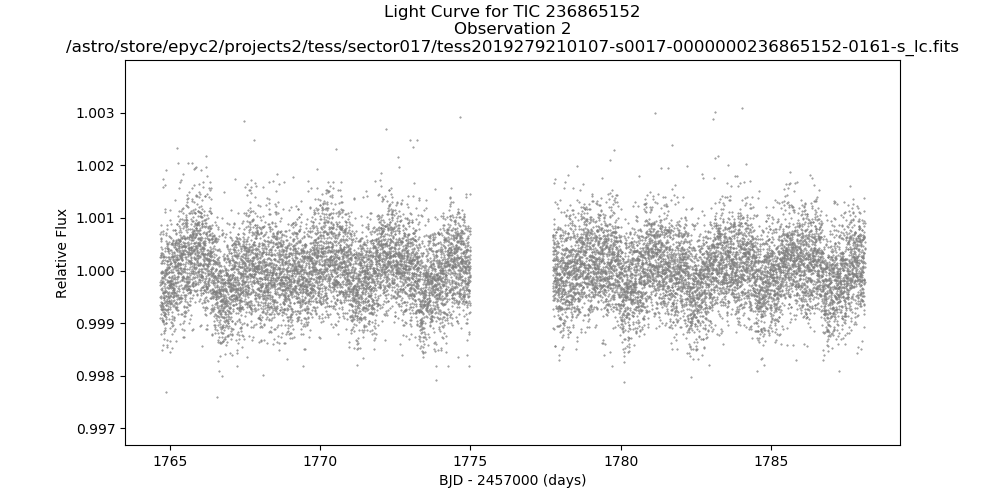 Light Curve for TIC 236865152
Observation 2
/astro/store/epyc2/projects2/tess/sector017/tess2019279210107-s0017-0000000236865152-0161-s_lc.fits
1.003
1.002
1.001
1.000
0.999
0.998
0.997
Relative Flux
1765
1770
1775
1780
1785
BJD - 2457000 (days)